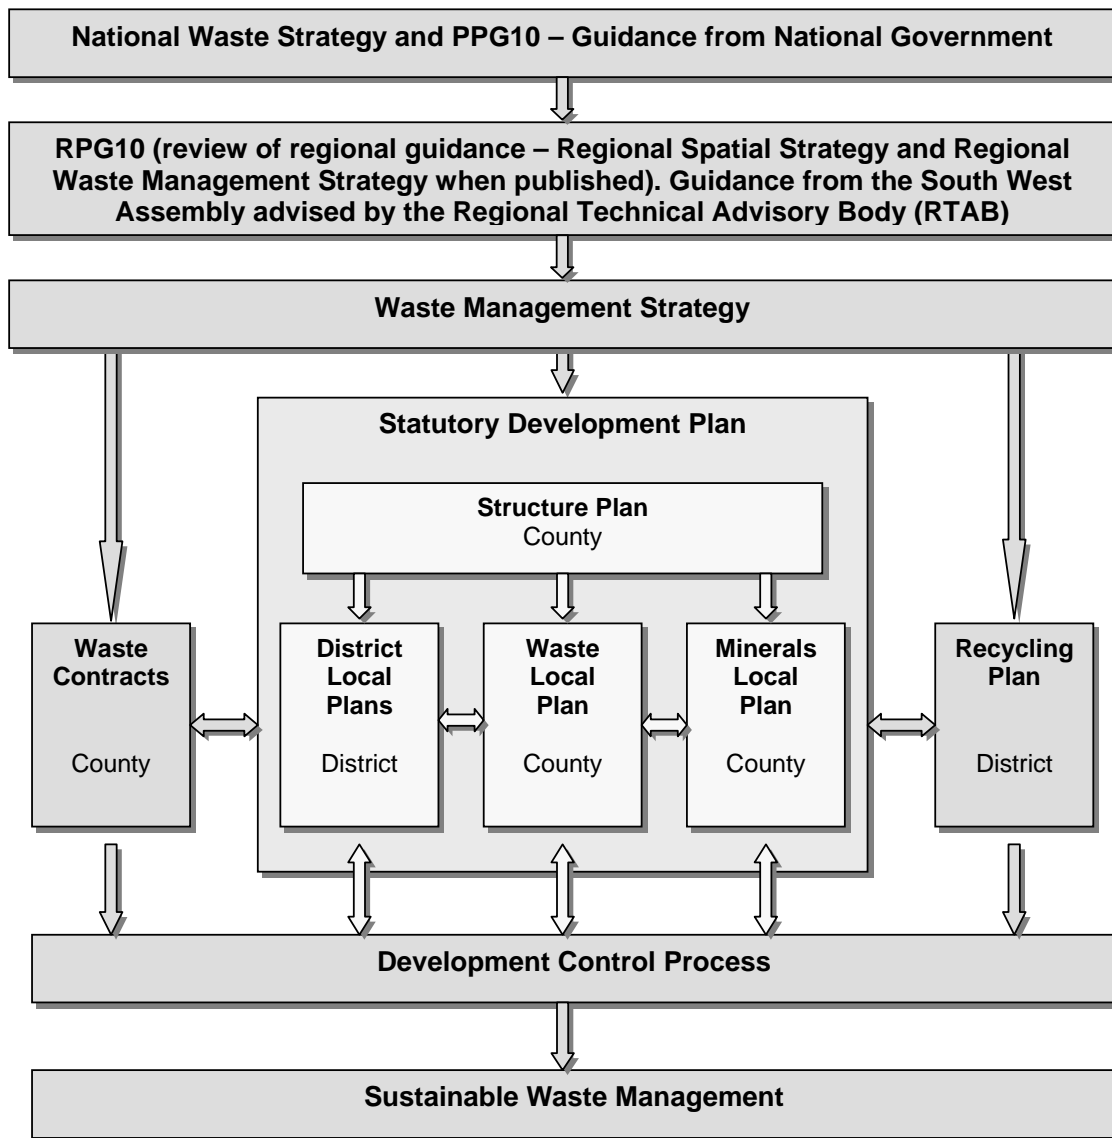 National Waste Strategy and PPG10 – Guidance from National Government
RPG10 (review of regional guidance – Regional Spatial Strategy and Regional
Waste Management Strategy when published). Guidance from the South West
Assembly advised by the Regional Technical Advisory Body (RTAB)
Waste Management Strategy
Statutory Development Plan
Structure Plan
County
Waste
Contracts
County
District
Local
Plans
District
Waste
Local
Plan
County
Minerals
Local
Plan
County
Recycling
Plan
District
Development Control Process
Sustainable Waste Management